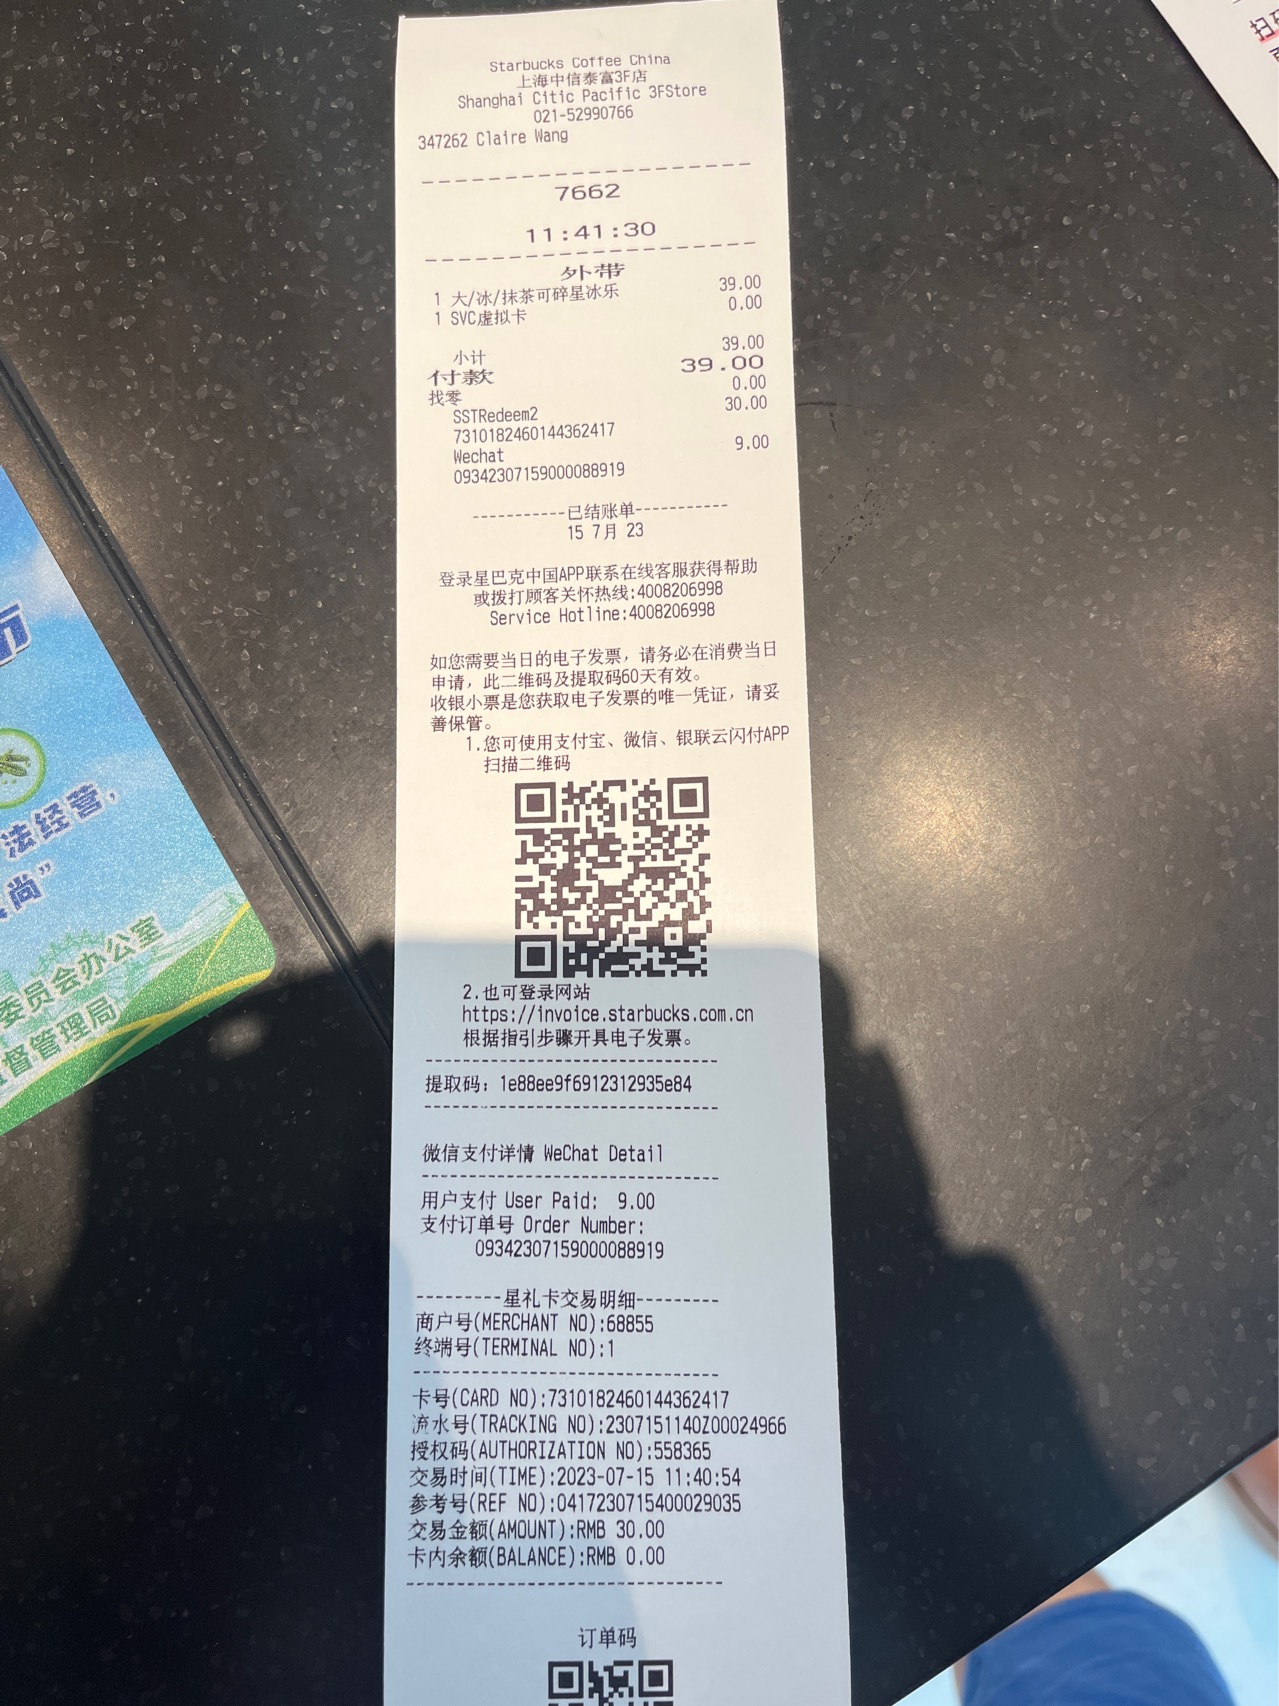 Starbucks Coffee China
上海中信泰富3F店
Shanghai Citic Pacific 3FStore
021-52990766
347262 Claire Wang
7662
11:41:30
外带
1 大/冰/抹茶可碎星冰乐 39.00
1 SVC虚拟卡 0.00
小计 39.00
付款 39.00
找零 0.00
SSTRedeem2 30.00
7310182460144362417
Wechat 9.00
09342307159000088919
-----------已结账单-----------
15 7月 23
登录星巴克中国APP联系在线客服获得帮助
或拨打顾客关怀热线:4008206998
Service Hotline:4008206998
如您需要当日的电子发票，请务必在消费当日
申请，此二维码及提取码60天有效。
收银小票是您获取电子发票的唯一凭证，请妥
善保管。
1.您可使用支付宝、微信、银联云闪付APP
扫描二维码
2.也可登录网站
https://invoice.starbucks.com.cn
根据指引步骤开具电子发票。
提取码：1e88ee9f6912312935e84
微信支付详情 WeChat Detail
用户支付 User Paid: 9.00
支付订单号 Order Number:
09342307159000088919
---------星礼卡交易明细---------
商户号(MERCHANT NO):68855
终端号(TERMINAL NO):1
卡号(CARD NO):7310182460144362417
流水号(TRACKING NO):2307151140Z00024966
授权码(AUTHORIZATION NO):558365
交易时间(TIME):2023-07-15 11:40:54
参考号(REF NO):0417230715400029035
交易金额(AMOUNT):RMB 30.00
卡内余额(BALANCE):RMB 0.00
订单码
法经营，
尚”
委员会办公室
督管理局
扫